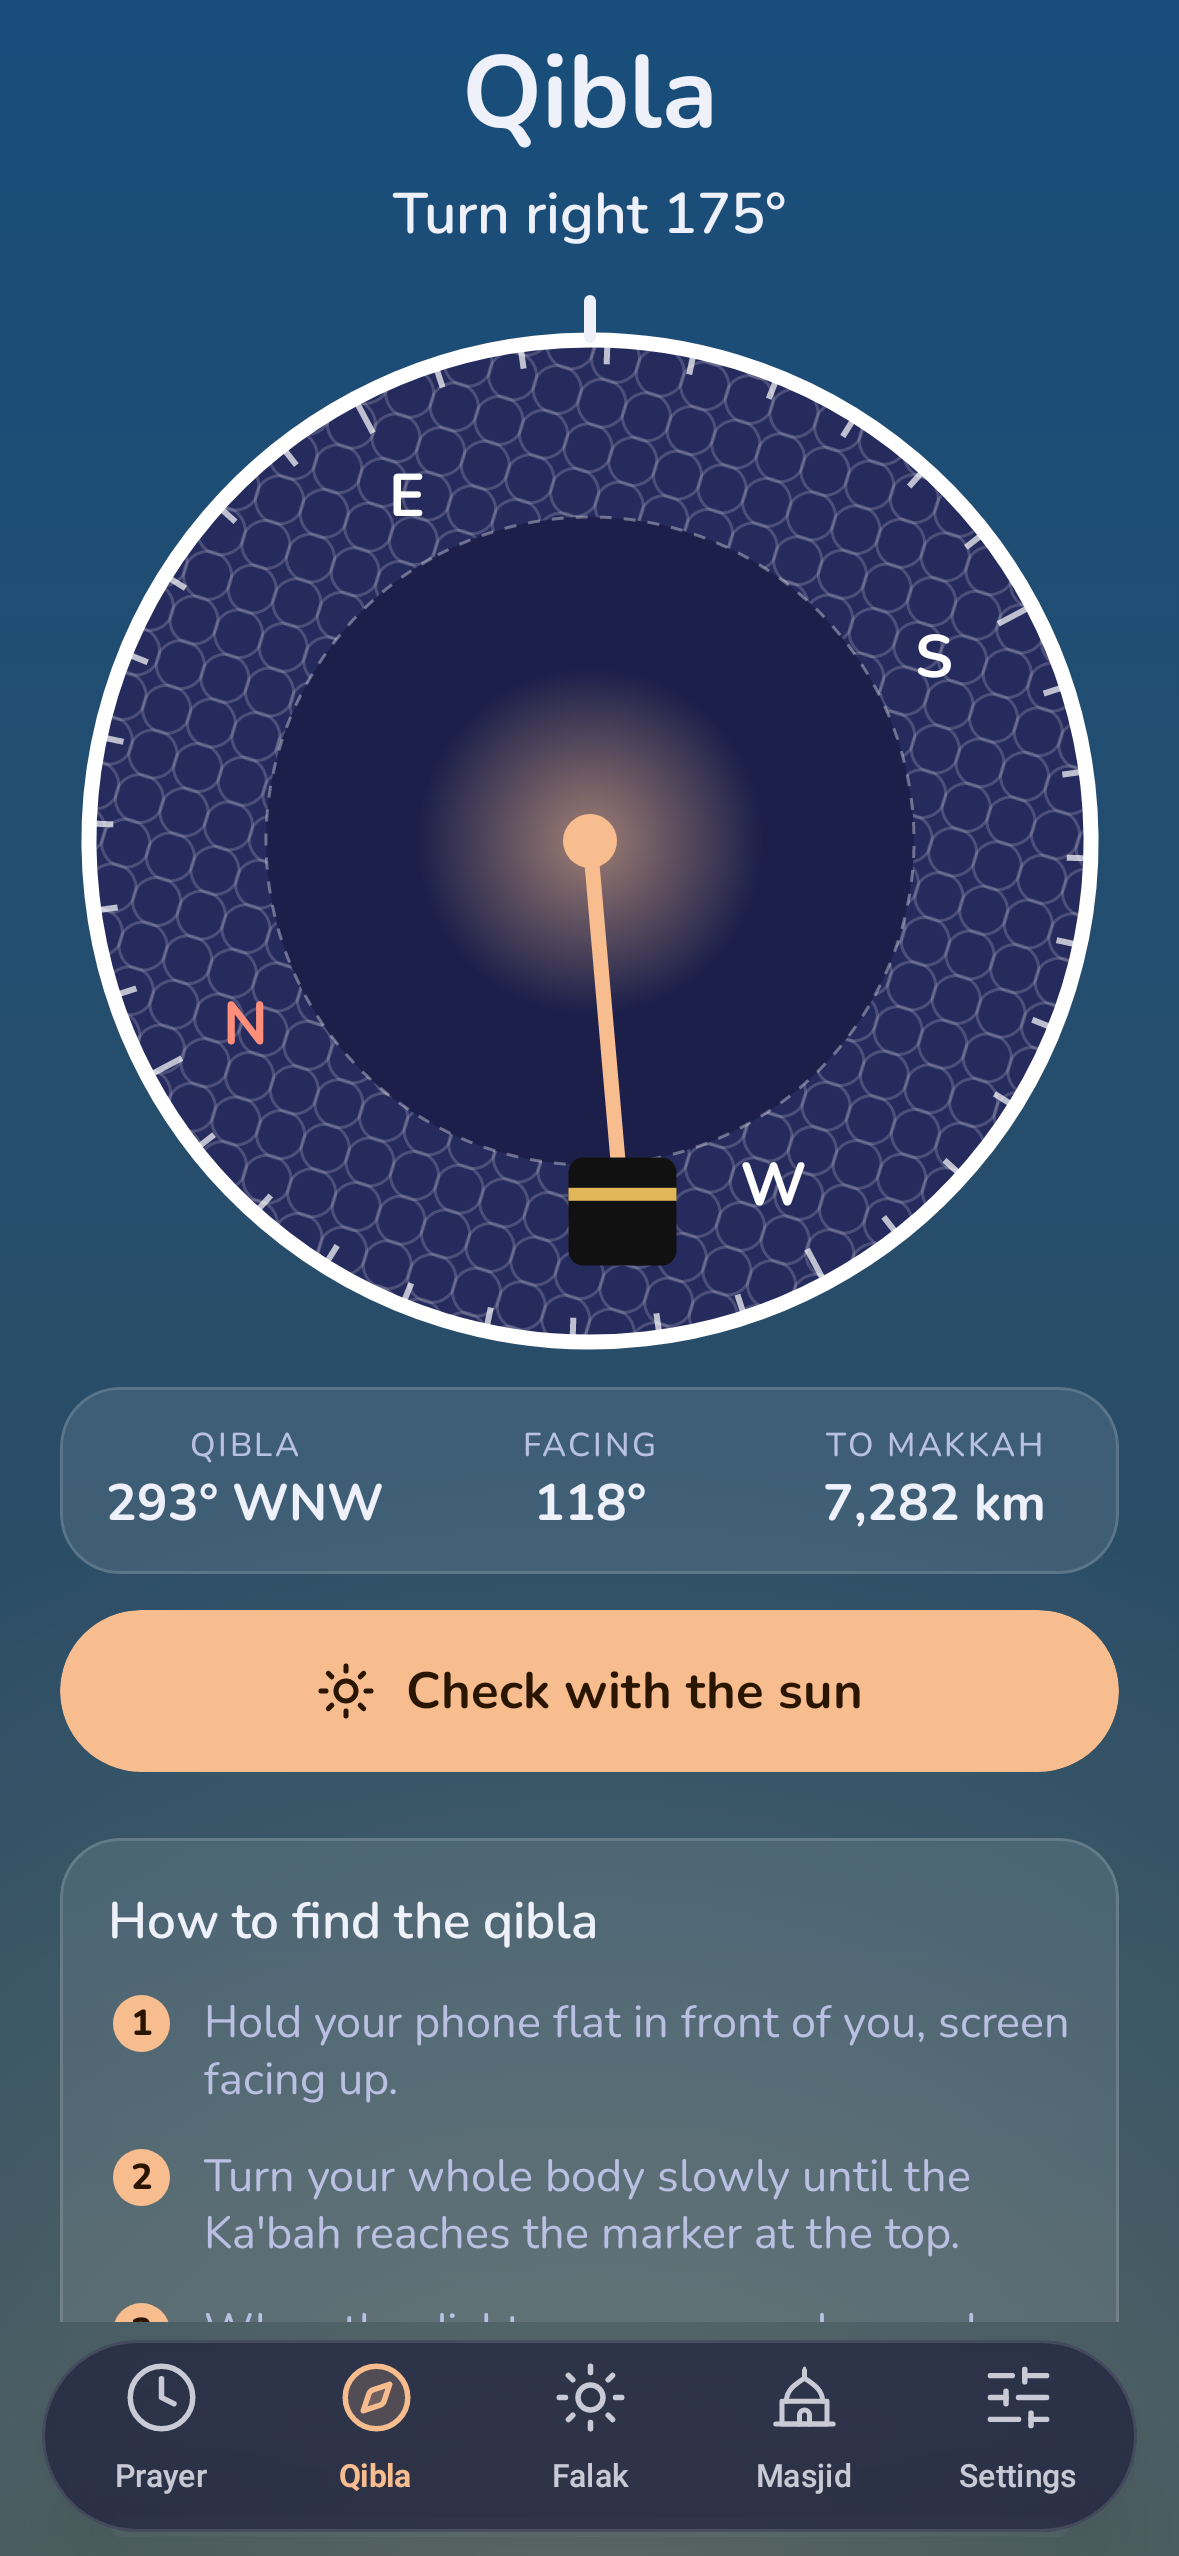 Qibla
Turn right 175°
E
S
N
W
QIBLA
293° WNW
FACING
118°
TO MAKKAH
7,282 km
Check with the sun
How to find the qibla
1 Hold your phone flat in front of you, screen
facing up.
2 Turn your whole body slowly until the
Ka'bah reaches the marker at the top.
Prayer
Qibla
Falak
Masjid
Settings